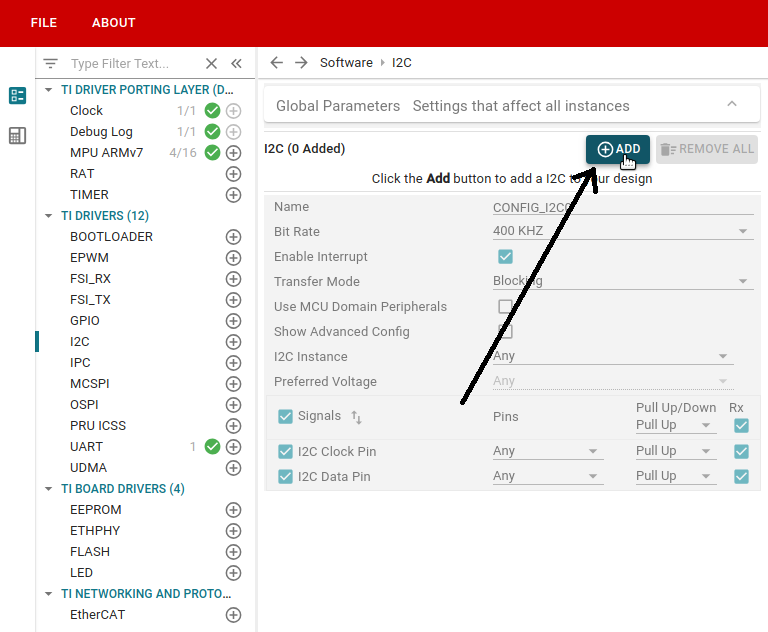 FILE ABOUT
Type Filter Text...
TI DRIVER PORTING LAYER (D...
Clock 1/1
Debug Log 1/1
MPU ARMv7 4/16
RAT
TIMER
TI DRIVERS (12)
BOOTLOADER
EPWM
FSI_RX
FSI_TX
GPIO
I2C
IPC
MCSPI
OSPI
PRU ICSS
UART 1
UDMA
TI BOARD DRIVERS (4)
EEPROM
ETHPHY
FLASH
LED
TI NETWORKING AND PROTO...
EtherCAT
Software I2C
Global Parameters Settings that affect all instances
I2C (0 Added) ADD REMOVE ALL
Click the Add button to add a I2C to your design
Name CONFIG_I2C0
Bit Rate 400 KHZ
Enable Interrupt
Transfer Mode Blocking
Use MCU Domain Peripherals
Show Advanced Config
I2C Instance Any
Preferred Voltage Any
Signals Pins Pull Up/Down Rx
Pull Up
I2C Clock Pin Any Pull Up
I2C Data Pin Any Pull Up